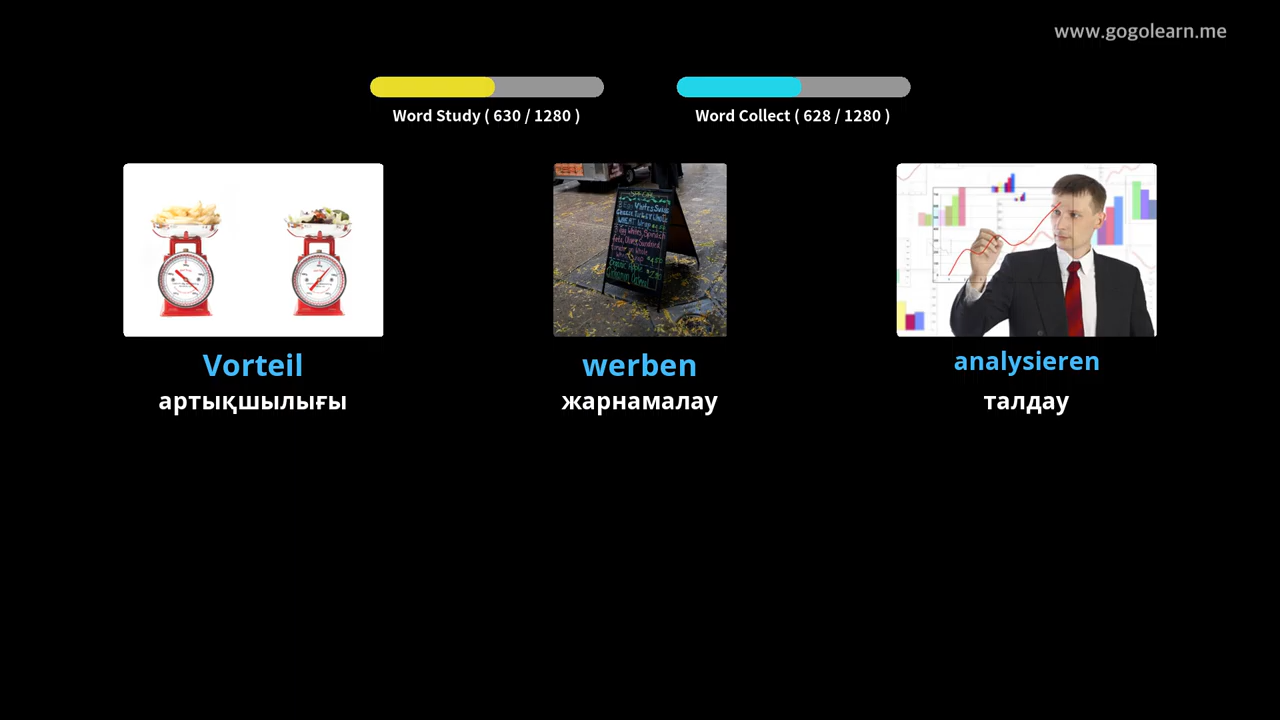 www.gogolearn.me
Word Study ( 630 / 1280 )
Word Collect ( 628 / 1280 )
Vorteil
артықшылығы
werben
жарнамалау
analysieren
талдау